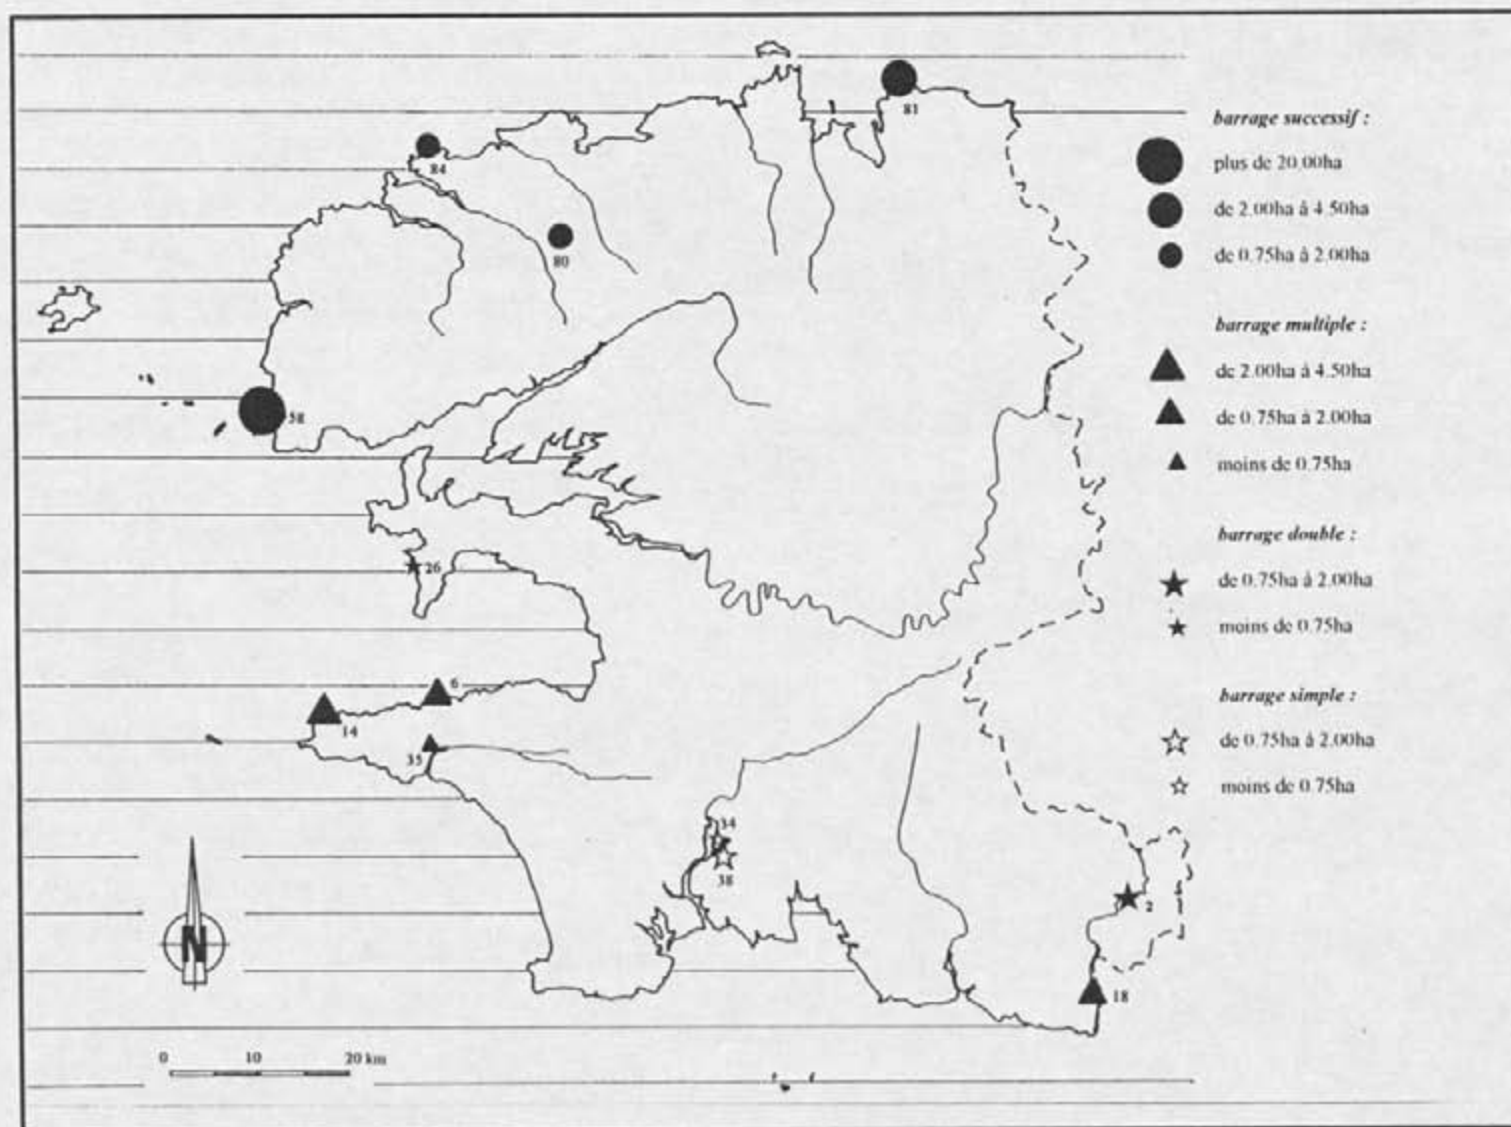 81
84
80
58
26
6
14
35
34
38
2
18
N
0 10 20 km
barrage successif :
plus de 20.00ha
de 2.00ha à 4.50ha
de 0.75ha à 2.00ha
barrage multiple :
de 2.00ha à 4.50ha
de 0.75ha à 2.00ha
moins de 0.75ha
barrage double :
de 0.75ha à 2.00ha
moins de 0.75ha
barrage simple :
de 0.75ha à 2.00ha
moins de 0.75ha